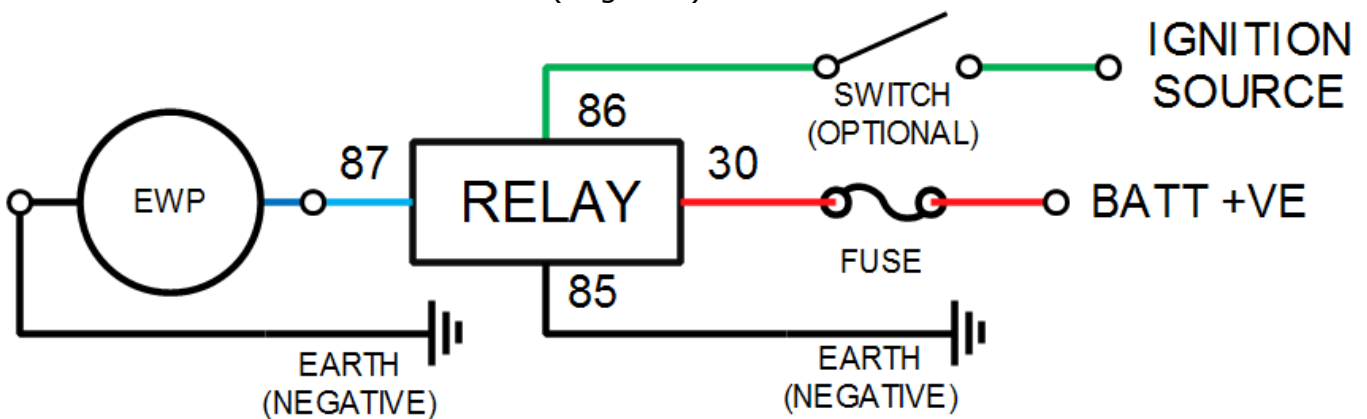 IGNITION
SOURCE
SWITCH
(OPTIONAL)
86
87
30
EWP
RELAY
BATT +VE
FUSE
85
EARTH
(NEGATIVE)
EARTH
(NEGATIVE)